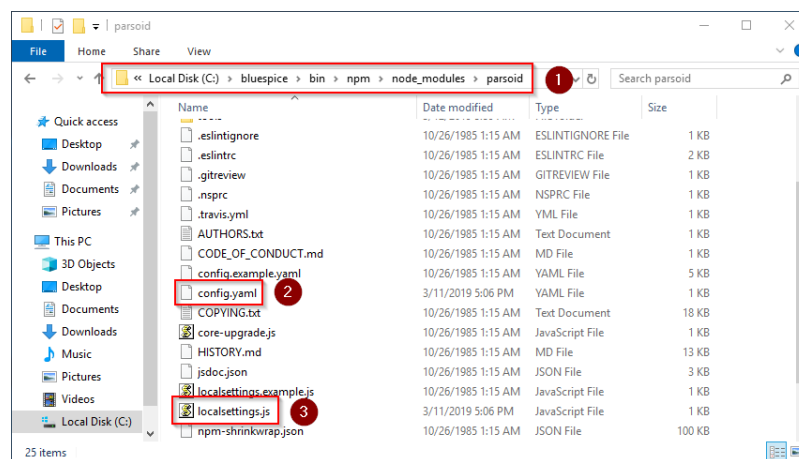 parsoid
File Home Share View
« Local Disk (C:) > bluespice > bin > npm > node_modules > parsoid 1 Search parsoid
Name Date modified Type Size
Quick access
.eslintignore 10/26/1985 1:15 AM ESLINTIGNORE File 1 KB
Desktop
.eslintrc 10/26/1985 1:15 AM ESLINTRC File 2 KB
Downloads
.gitreview 10/26/1985 1:15 AM GITREVIEW File 1 KB
Documents
.nsprc 10/26/1985 1:15 AM NSPRC File 1 KB
Pictures
.travis.yml 10/26/1985 1:15 AM YML File 1 KB
AUTHORS.txt 10/26/1985 1:15 AM Text Document 1 KB
This PC
CODE_OF_CONDUCT.md 10/26/1985 1:15 AM MD File 1 KB
3D Objects
config.example.yaml 10/26/1985 1:15 AM YAML File 5 KB
Desktop
config.yaml 2 3/11/2019 5:06 PM YAML File 1 KB
Documents
COPYING.txt 10/26/1985 1:15 AM Text Document 18 KB
Downloads
core-upgrade.js 10/26/1985 1:15 AM JavaScript File 1 KB
Music
HISTORY.md 10/26/1985 1:15 AM MD File 13 KB
Pictures
jsdoc.json 10/26/1985 1:15 AM JSON File 3 KB
Videos
localsettings.example.js 10/26/1985 1:15 AM JavaScript File 1 KB
Local Disk (C:)
localsettings.js 3 3/11/2019 5:06 PM JavaScript File 1 KB
npm-shrinkwrap.json 10/26/1985 1:15 AM JSON File 100 KB
25 items